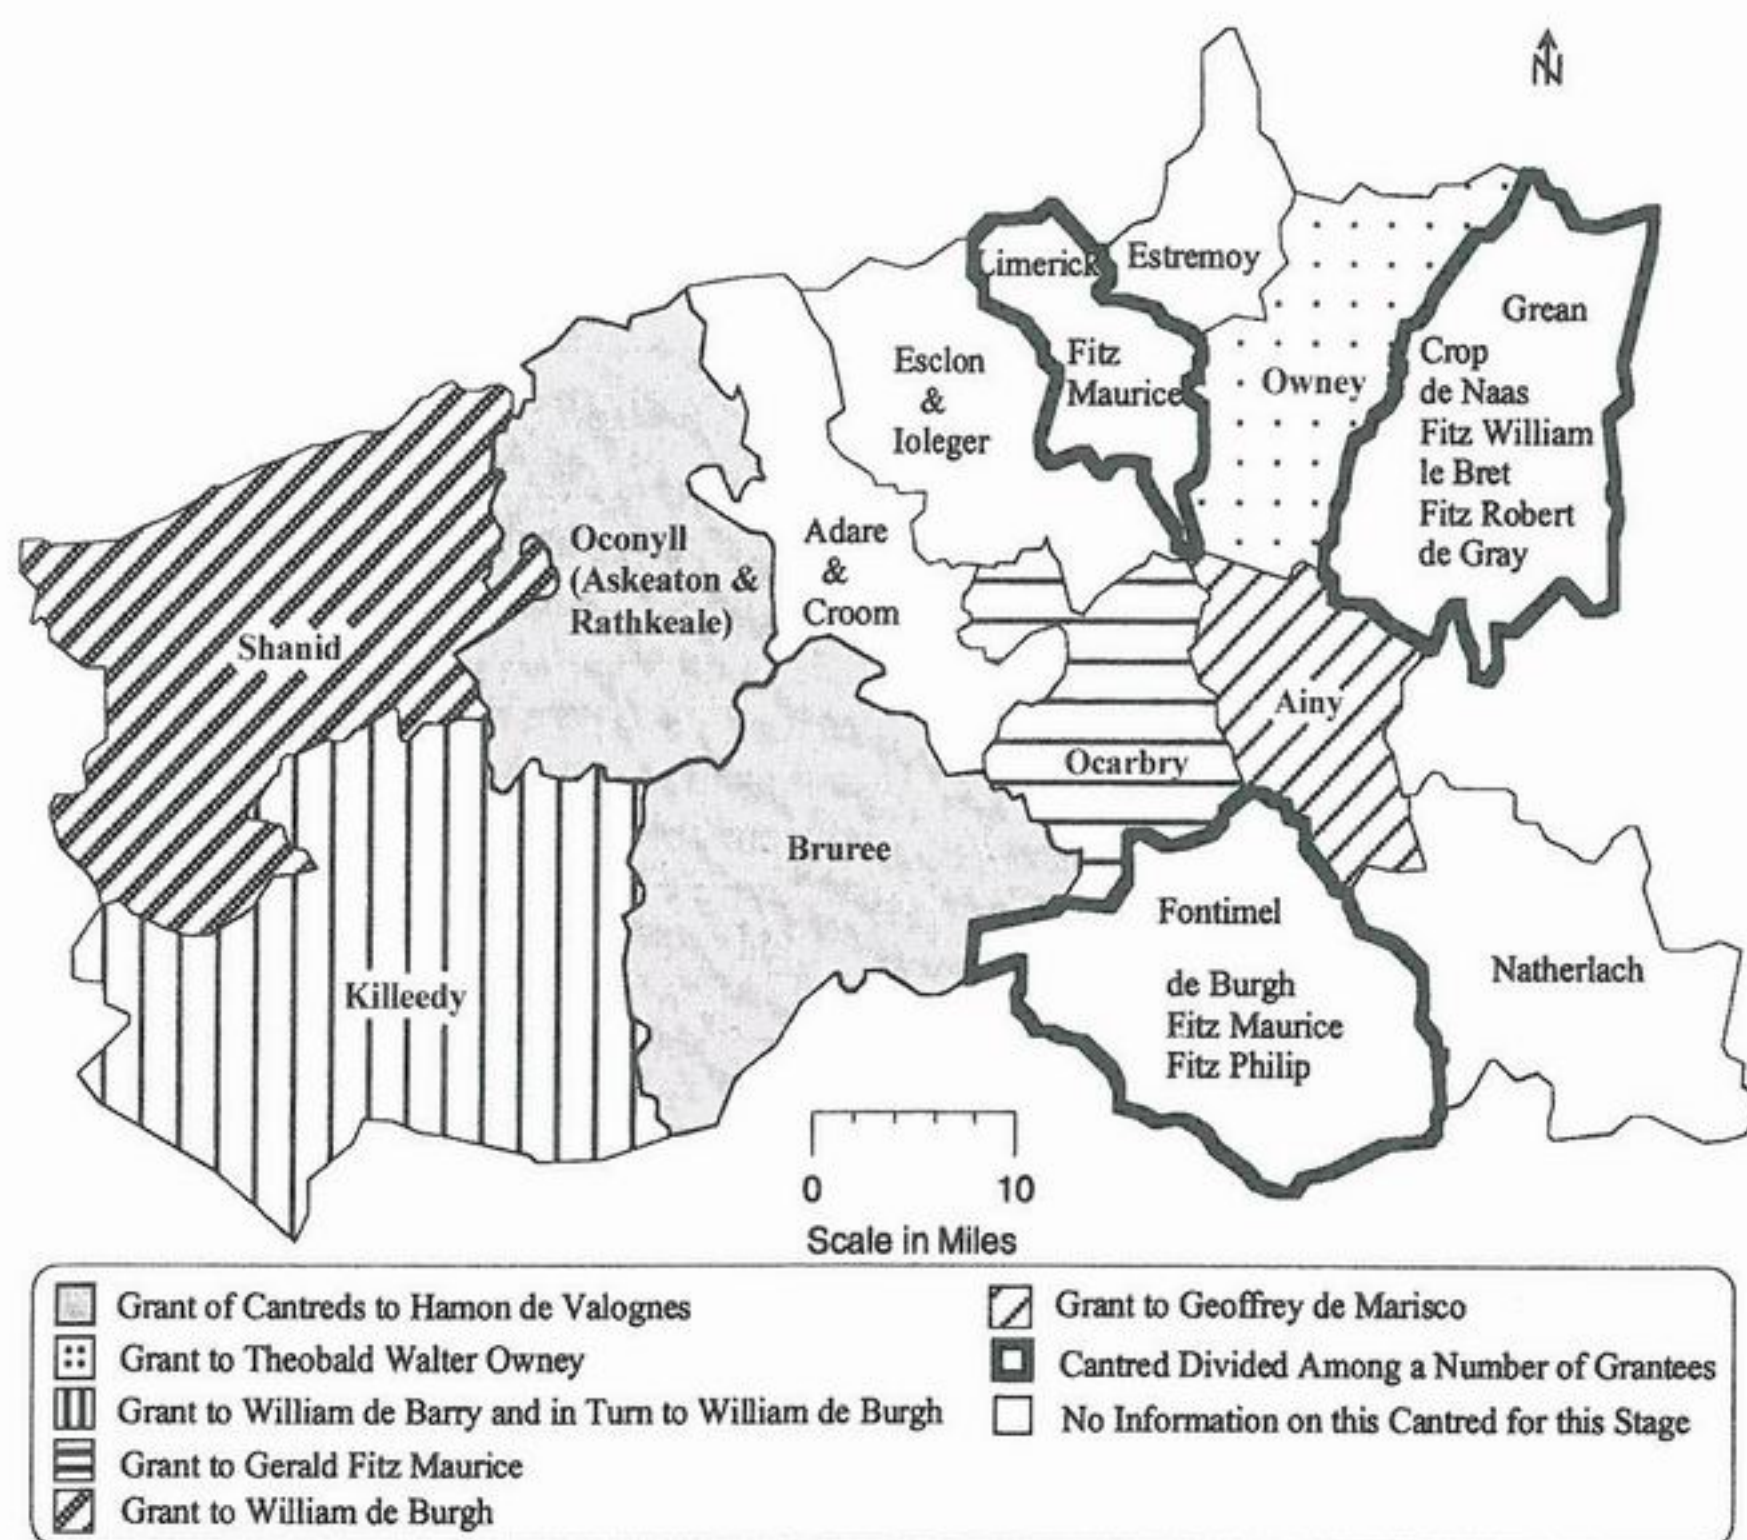 N
Limerick
Estremoy
Grean
Fitz
Maurice
Esclon
&
Ioleger
Owney
Crop
de Naas
Fitz William
le Bret
Fitz Robert
de Gray
Oconyll
(Askeaton &
Rathkeale)
Adare
&
Croom
Shanid
Ainy
Ocarbry
Bruree
Fontimel
de Burgh
Fitz Maurice
Fitz Philip
Natherlach
Killeedy
0 10
Scale in Miles
Grant of Cantreds to Hamon de Valognes
Grant to Theobald Walter Owney
Grant to William de Barry and in Turn to William de Burgh
Grant to Gerald Fitz Maurice
Grant to William de Burgh
Grant to Geoffrey de Marisco
Cantred Divided Among a Number of Grantees
No Information on this Cantred for this Stage